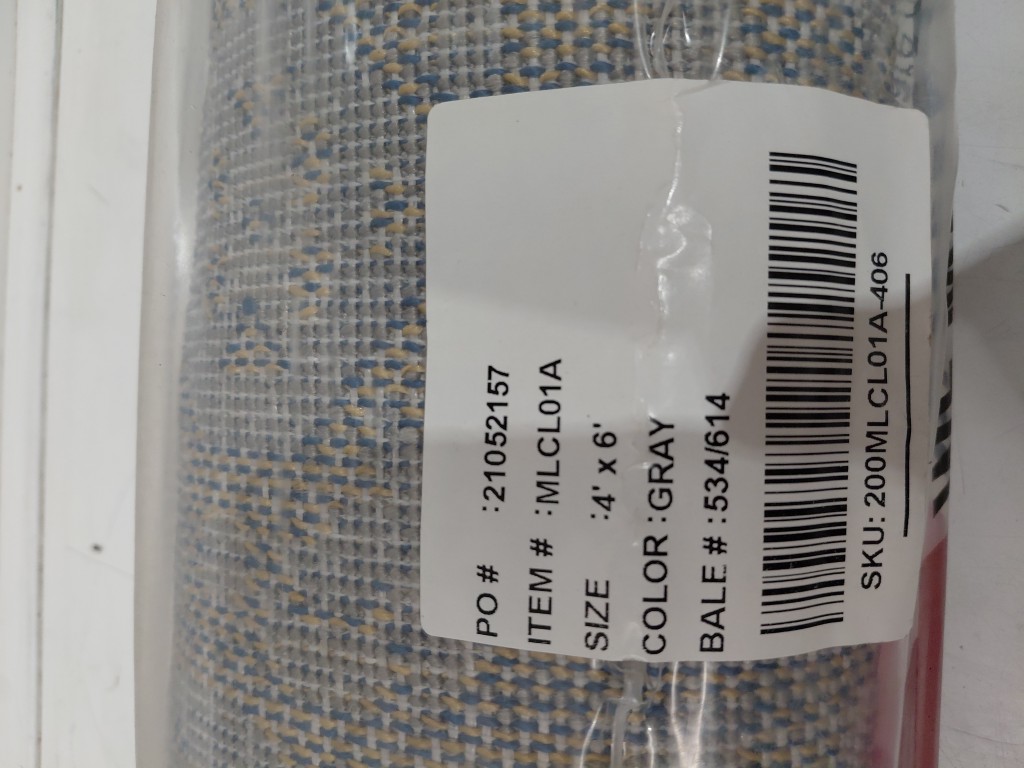 PO # :21052157
ITEM # :MLCL01A
SIZE :4' x 6'
COLOR :GRAY
BALE # :534/614
SKU: 200MLCL01A-406